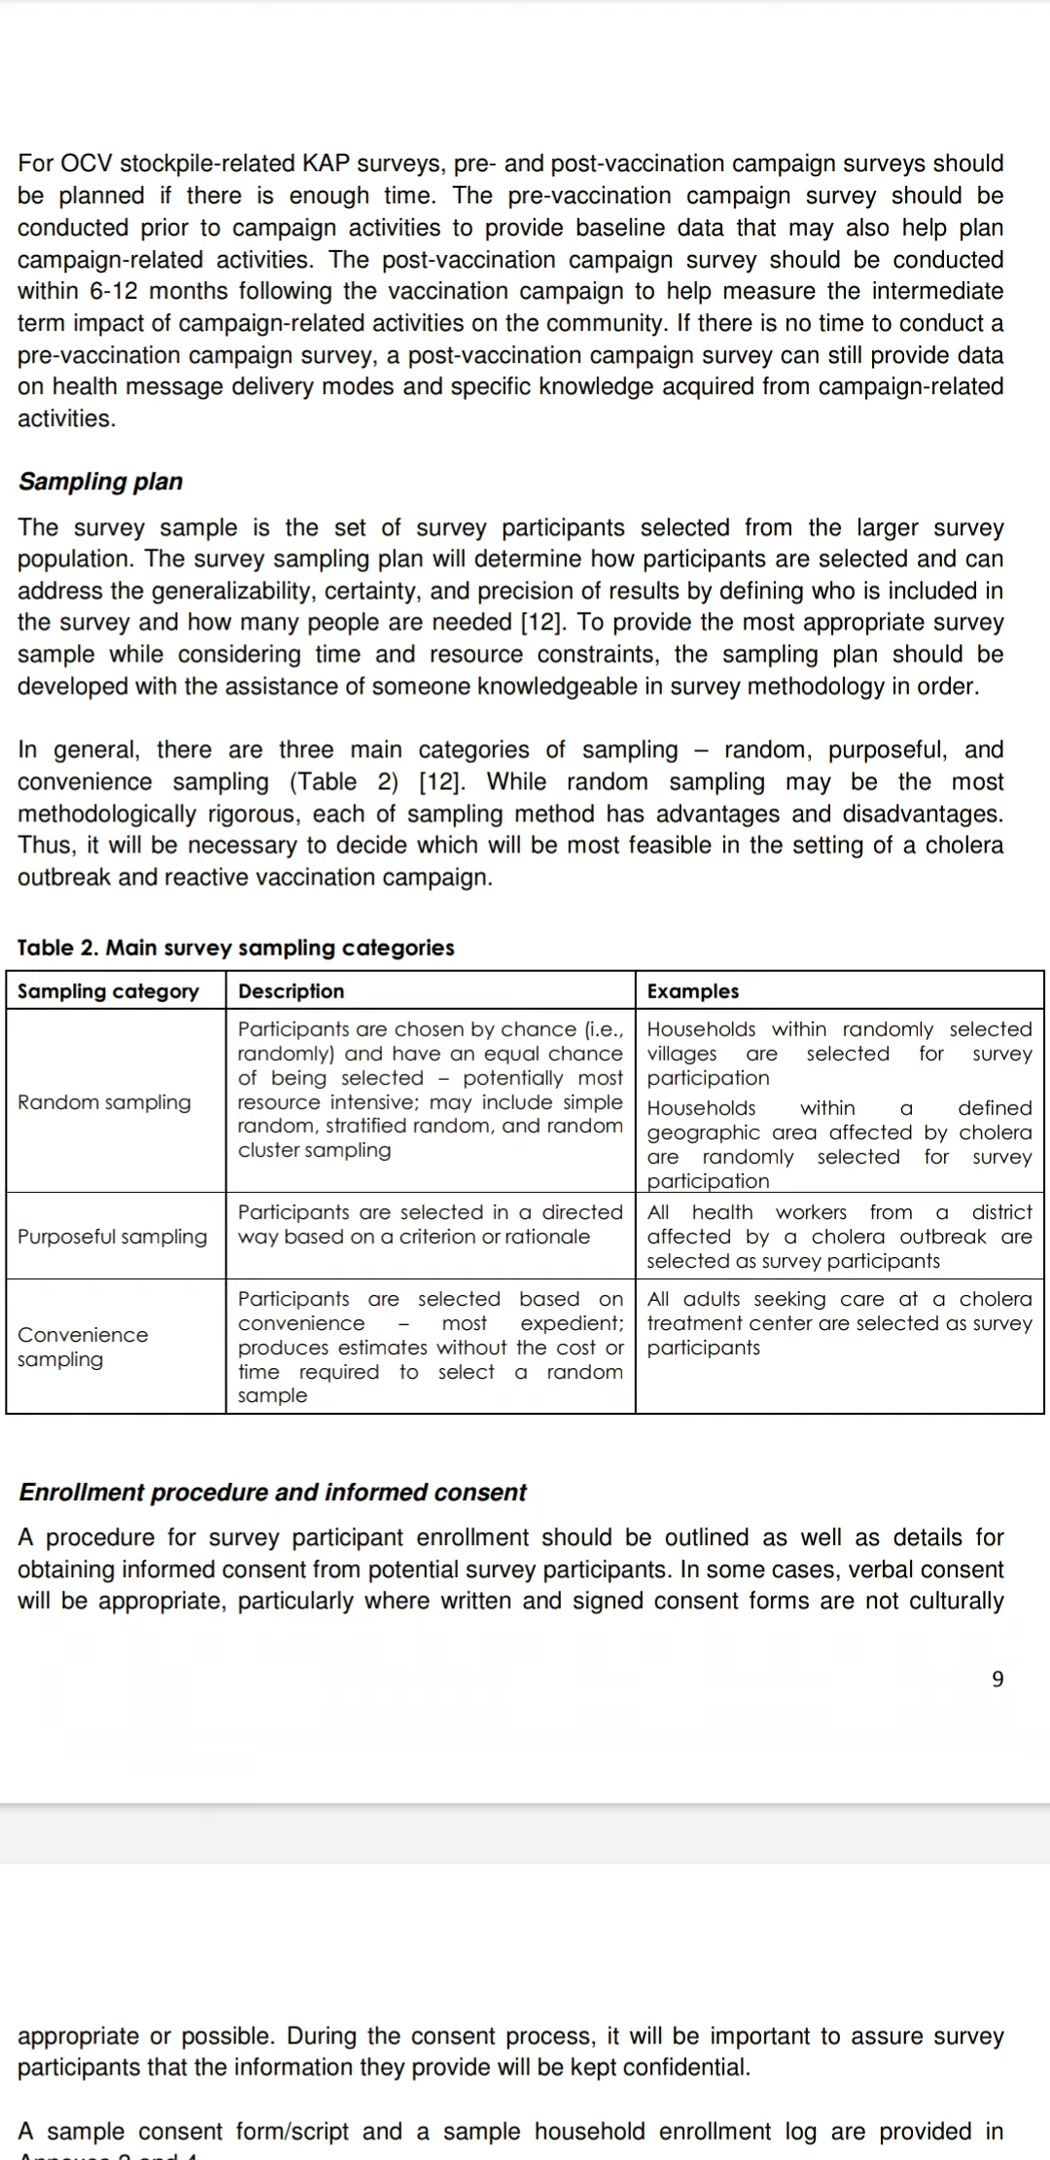 For OCV stockpile-related KAP surveys, pre- and post-vaccination campaign surveys should
be planned if there is enough time. The pre-vaccination campaign survey should be
conducted prior to campaign activities to provide baseline data that may also help plan
campaign-related activities. The post-vaccination campaign survey should be conducted
within 6-12 months following the vaccination campaign to help measure the intermediate
term impact of campaign-related activities on the community. If there is no time to conduct a
pre-vaccination campaign survey, a post-vaccination campaign survey can still provide data
on health message delivery modes and specific knowledge acquired from campaign-related
activities.
Sampling plan
The survey sample is the set of survey participants selected from the larger survey
population. The survey sampling plan will determine how participants are selected and can
address the generalizability, certainty, and precision of results by defining who is included in
the survey and how many people are needed [12]. To provide the most appropriate survey
sample while considering time and resource constraints, the sampling plan should be
developed with the assistance of someone knowledgeable in survey methodology in order.
In general, there are three main categories of sampling – random, purposeful, and
convenience sampling (Table 2) [12]. While random sampling may be the most
methodologically rigorous, each of sampling method has advantages and disadvantages.
Thus, it will be necessary to decide which will be most feasible in the setting of a cholera
outbreak and reactive vaccination campaign.
Table 2. Main survey sampling categories
Sampling category
Description
Examples
Random sampling
Participants are chosen by chance (i.e.,
randomly) and have an equal chance
of being selected – potentially most
resource intensive; may include simple
random, stratified random, and random
cluster sampling
Households within randomly selected
villages are selected for survey
participation
Households within a defined
geographic area affected by cholera
are randomly selected for survey
participation
Purposeful sampling
Participants are selected in a directed
way based on a criterion or rationale
All health workers from a district
affected by a cholera outbreak are
selected as survey participants
Convenience
sampling
Participants are selected based on
convenience – most expedient;
produces estimates without the cost or
time required to select a random
sample
All adults seeking care at a cholera
treatment center are selected as survey
participants
Enrollment procedure and informed consent
A procedure for survey participant enrollment should be outlined as well as details for
obtaining informed consent from potential survey participants. In some cases, verbal consent
will be appropriate, particularly where written and signed consent forms are not culturally
9
appropriate or possible. During the consent process, it will be important to assure survey
participants that the information they provide will be kept confidential.
A sample consent form/script and a sample household enrollment log are provided in